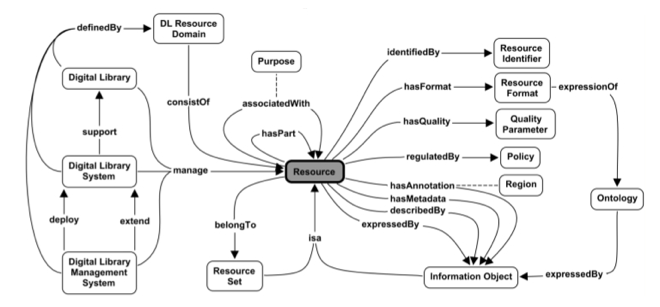 definedBy
DL Resource
Domain
Purpose
identifiedBy
Resource
Identifier
Digital Library
hasFormat
Resource
Format
expressionOf
consistOf
associatedWith
support
hasPart
hasQuality
Quality
Parameter
Digital Library
System
manage
Resource
regulatedBy
Policy
hasAnnotation
Region
hasMetadata
Ontology
deploy
extend
describedBy
belongTo
expressedBy
isa
Digital Library
Management
System
Resource
Set
Information Object
expressedBy